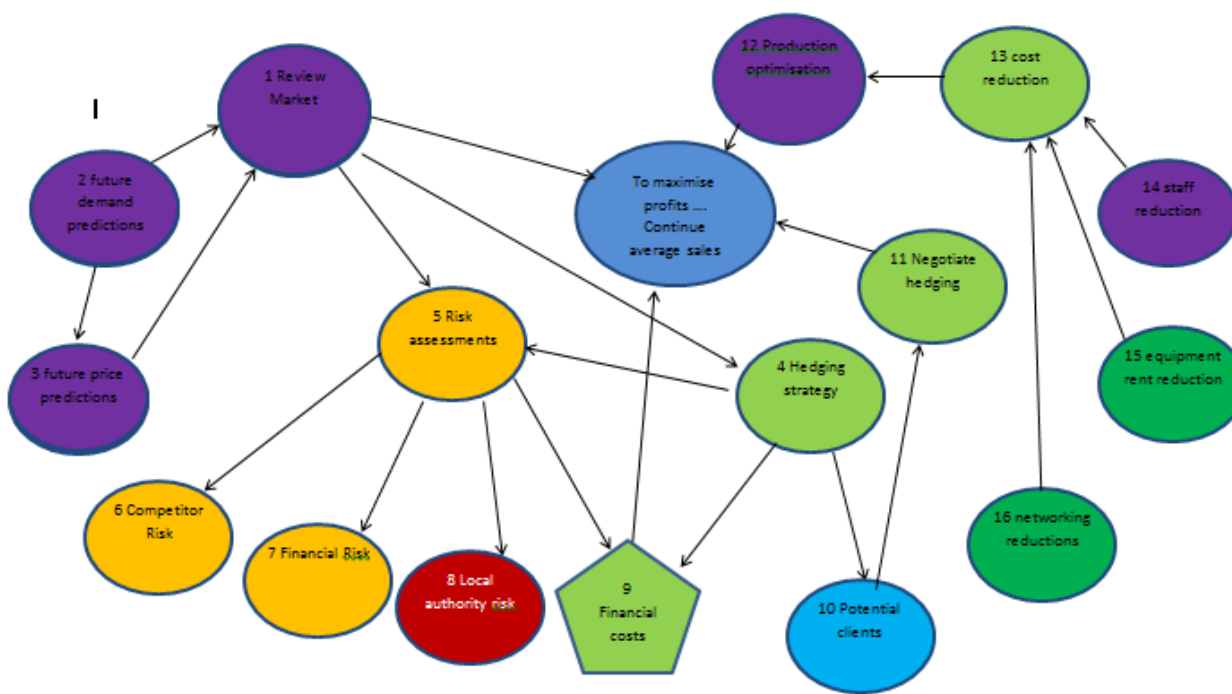 1 Review
Market
2 future
demand
predictions
3 future price
predictions
12 Production
optimisation
13 cost
reduction
To maximise
profits ....
Continue
average sales
14 staff
reduction
11 Negotiate
hedging
5 Risk
assessments
4 Hedging
strategy
15 equipment
rent reduction
6 Competitor
Risk
7 Financial Risk
8 Local
authority risk
9
Financial
costs
10 Potential
clients
16 networking
reductions